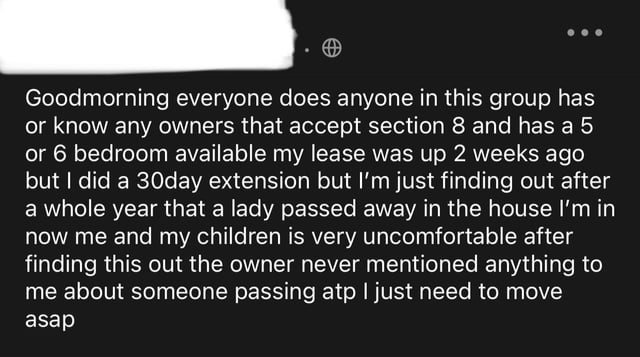 Goodmorning everyone does anyone in this group has
or know any owners that accept section 8 and has a 5
or 6 bedroom available my lease was up 2 weeks ago
but I did a 30day extension but I’m just finding out after
a whole year that a lady passed away in the house I’m in
now me and my children is very uncomfortable after
finding this out the owner never mentioned anything to
me about someone passing atp I just need to move
asap